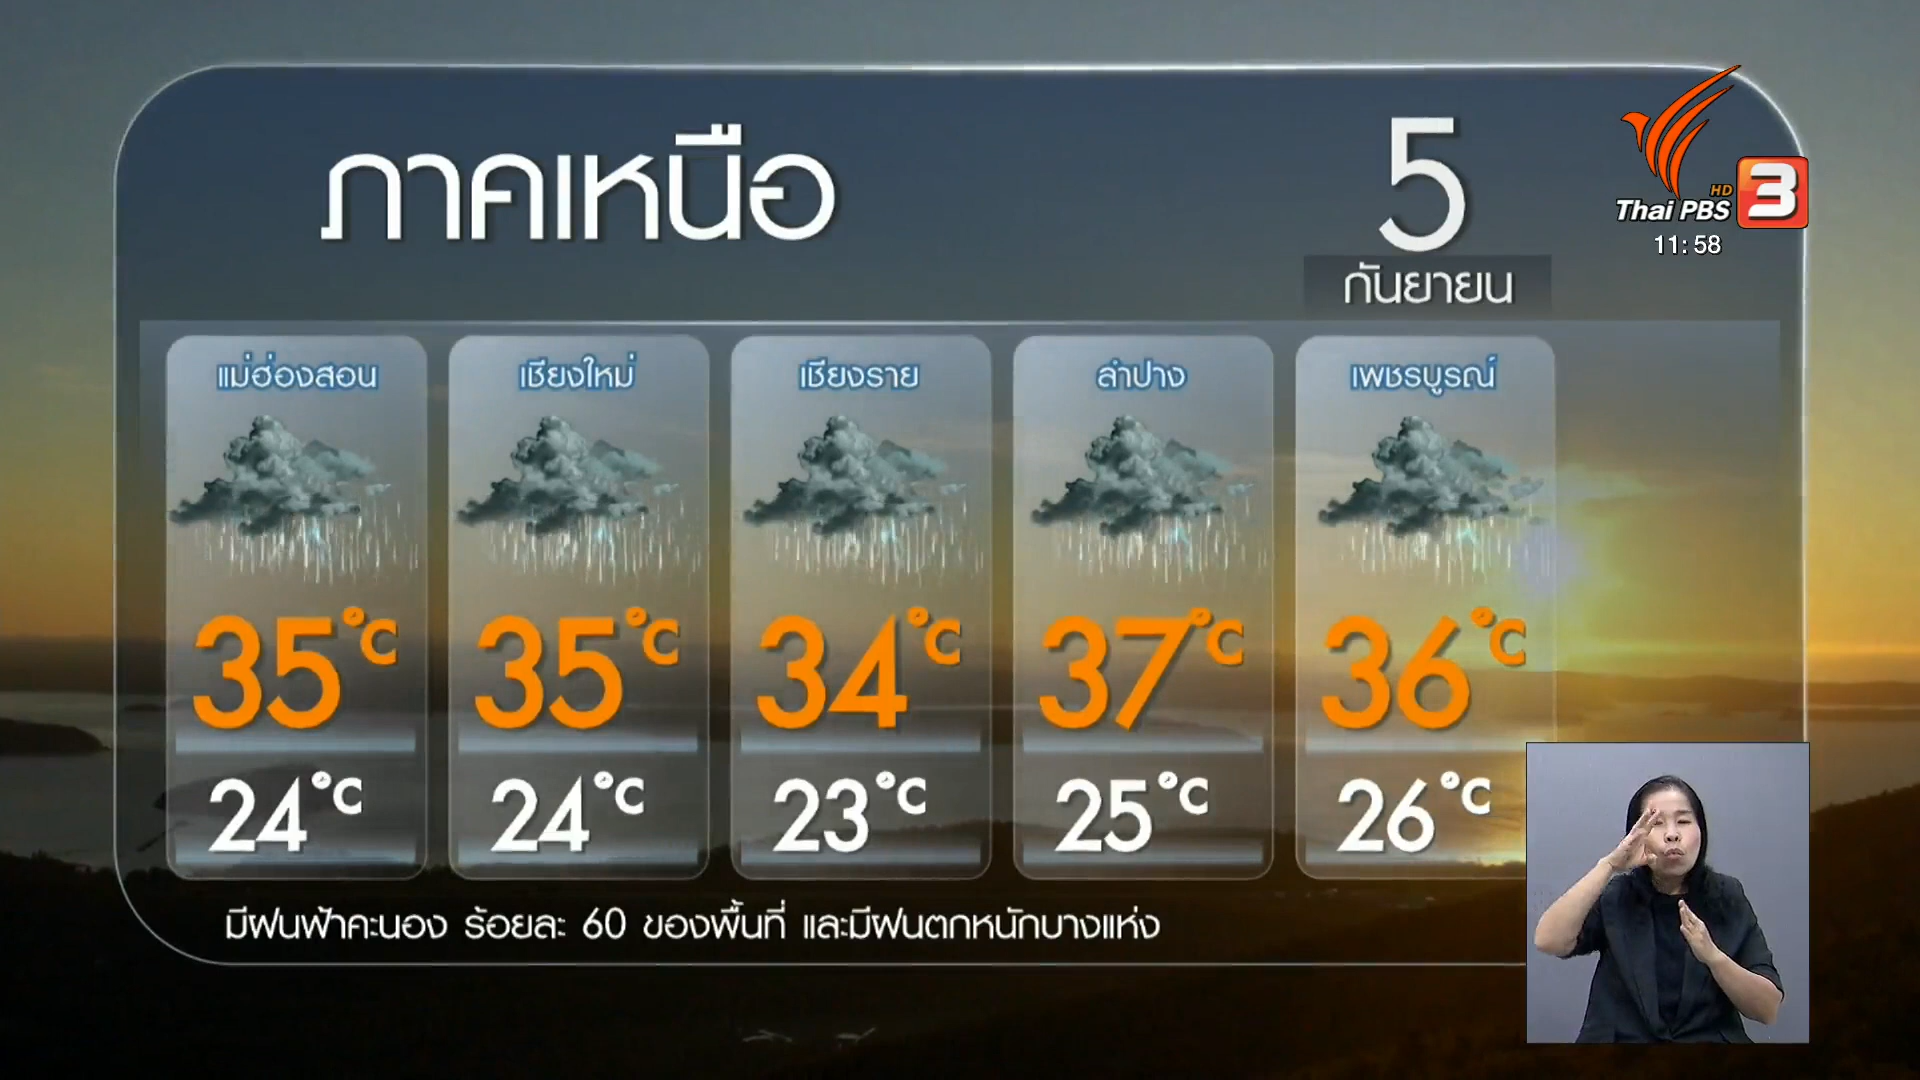 ภาคเหนือ
5
กันยายน
HD
Thai PBS 3
11:58
แม่ฮ่องสอน เชียงใหม่ เชียงราย ลำปาง เพชรบูรณ์
35°C 35°C 34°C 37°C 36°C
24°C 24°C 23°C 25°C 26°C
มีฝนฟ้าคะนอง ร้อยละ 60 ของพื้นที่ และมีฝนตกหนักบางแห่ง